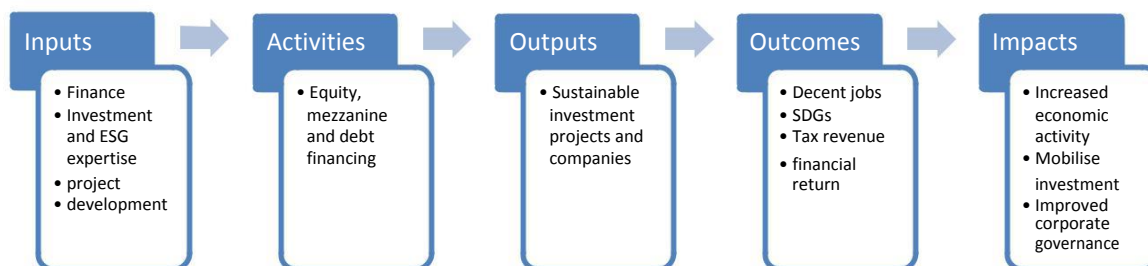 Inputs
• Finance
• Investment
and ESG
expertise
• project
• development
Activities
• Equity,
mezzanine
and debt
financing
Outputs
• Sustainable
investment
projects and
companies
Outcomes
• Decent jobs
• SDGs
• Tax revenue
• financial
return
Impacts
• Increased
economic
activity
• Mobilise
investment
• Improved
corporate
governance